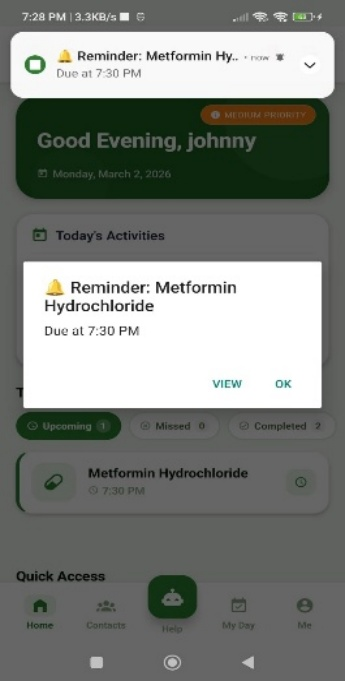 7:28 PM | 3.3KB/s
Reminder: Metformin Hy.. • now
Due at 7:30 PM
MEDIUM PRIORITY
Good Evening, johnny
Monday, March 2, 2026
Today's Activities
Reminder: Metformin
Hydrochloride
Due at 7:30 PM
VIEW OK
T
Upcoming 1 Missed 0 Completed 2
Metformin Hydrochloride
7:30 PM
Quick Access
Home Contacts Help My Day Me